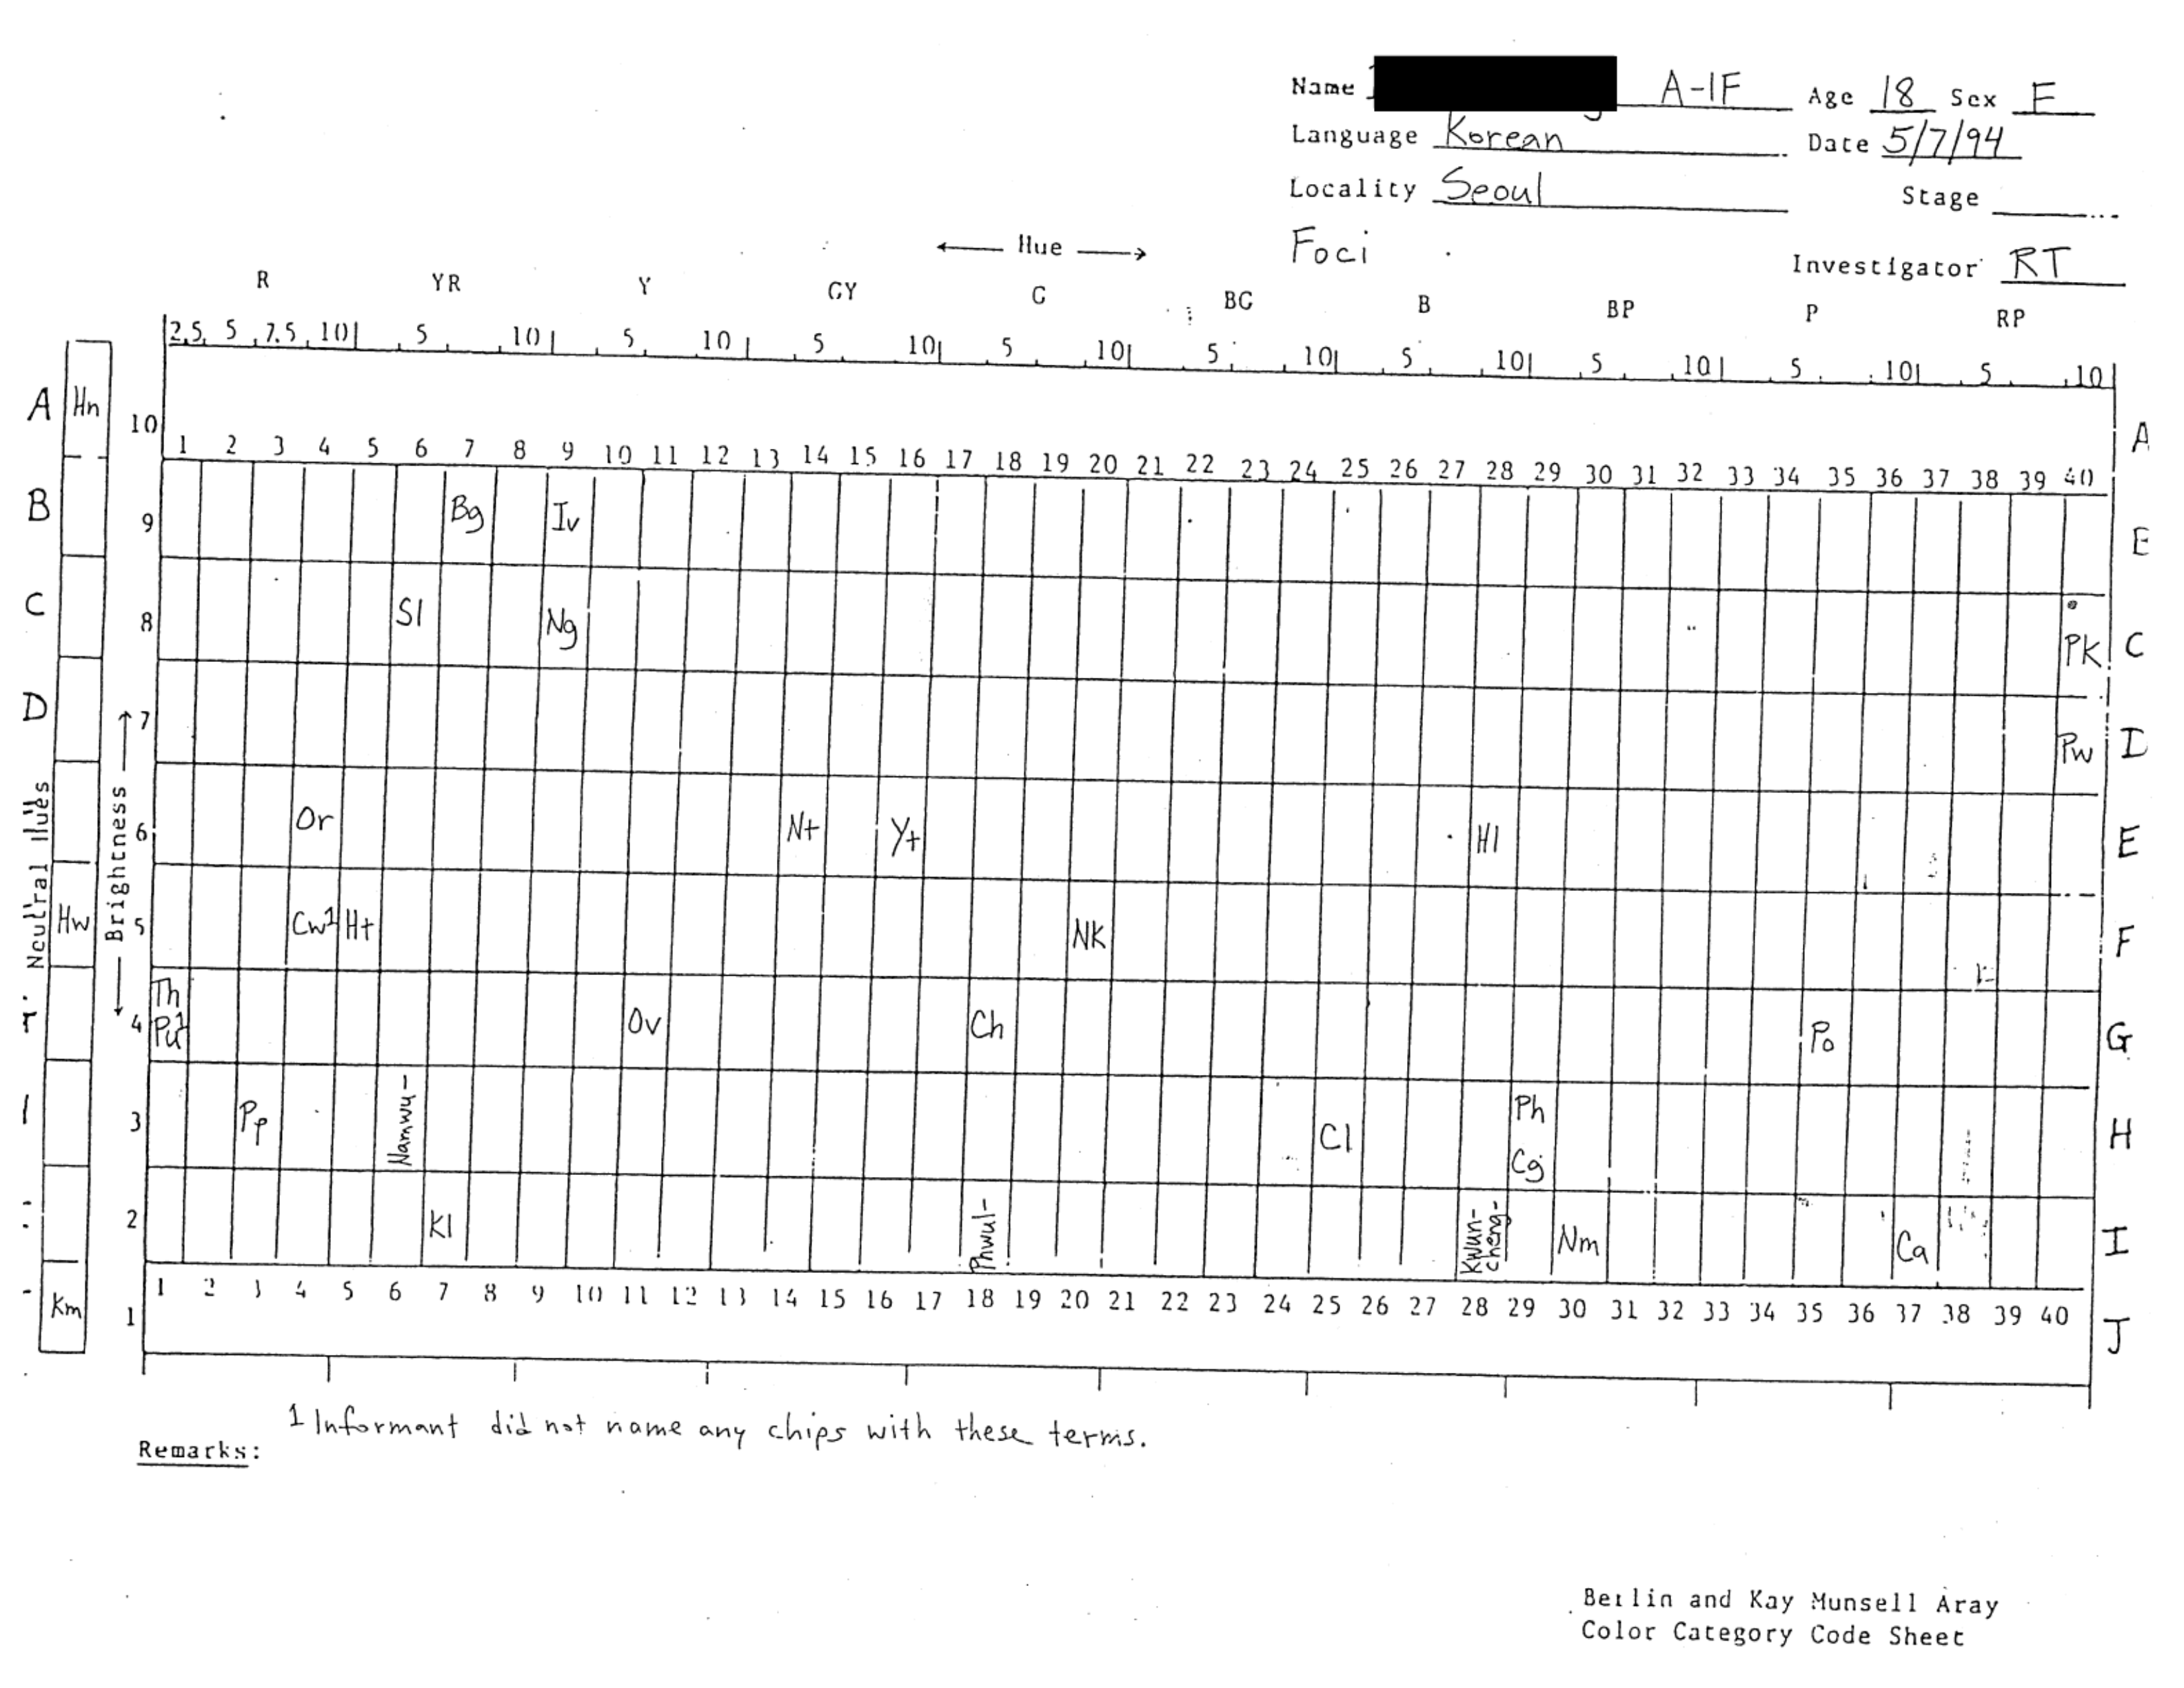 Name A-1F Age 18 Sex F
Language Korean Date 5/7/94
Locality Seoul Stage
Foci
Investigator RT
← Hue →
R YR Y GY G BG B BP P RP
2.5 5 7.5 10 5 10 5 10 5 10 5 10 5 10 5 10 5 10 5 10 5 10
A Hn 10 A
1 2 3 4 5 6 7 8 9 10 11 12 13 14 15 16 17 18 19 20 21 22 23 24 25 26 27 28 29 30 31 32 33 34 35 36 37 38 39 40
B 9 Bg Iv
C 8 Sl Ng PK C
D 7 Pw
Neutral Hues
← Brightness →
6 Or Nt Yt Hl E
Hw 5 Cw1 Ht NK F
4 Th Pu1 Ov Ch Po G
3 Pp Namwu- Cl Ph Cg H
2 Kl Phwul- Kwun-cheng- Nm Ca I
1 2 3 4 5 6 7 8 9 10 11 12 13 14 15 16 17 18 19 20 21 22 23 24 25 26 27 28 29 30 31 32 33 34 35 36 37 38 39 40
Km 1 J
1 Informant did not name any chips with these terms.
Remarks:
Berlin and Kay Munsell Aray
Color Category Code Sheet